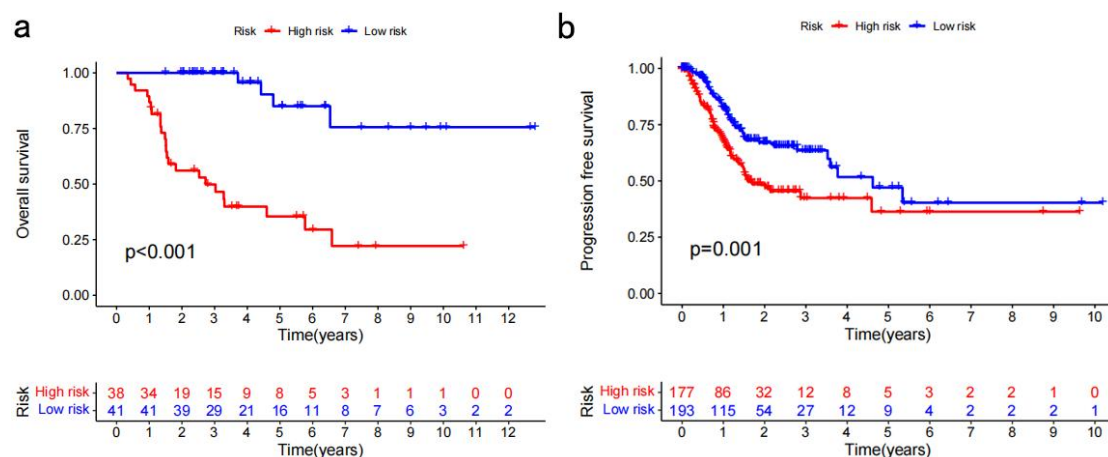 a
Risk High risk Low risk
Overall survival
1.00
0.75
0.50
0.25
0.00
p<0.001
0 1 2 3 4 5 6 7 8 9 10 11 12
Time(years)
Risk
High risk 38 34 19 15 9 8 5 3 1 1 1 0 0
Low risk 41 41 39 29 21 16 11 8 7 6 3 2 2
0 1 2 3 4 5 6 7 8 9 10 11 12
Time(years)
b
Risk High risk Low risk
Progression free survival
1.00
0.75
0.50
0.25
0.00
p=0.001
0 1 2 3 4 5 6 7 8 9 10
Time(years)
Risk
High risk 177 86 32 12 8 5 3 2 2 1 0
Low risk 193 115 54 27 12 9 4 2 2 2 1
0 1 2 3 4 5 6 7 8 9 10
Time(years)